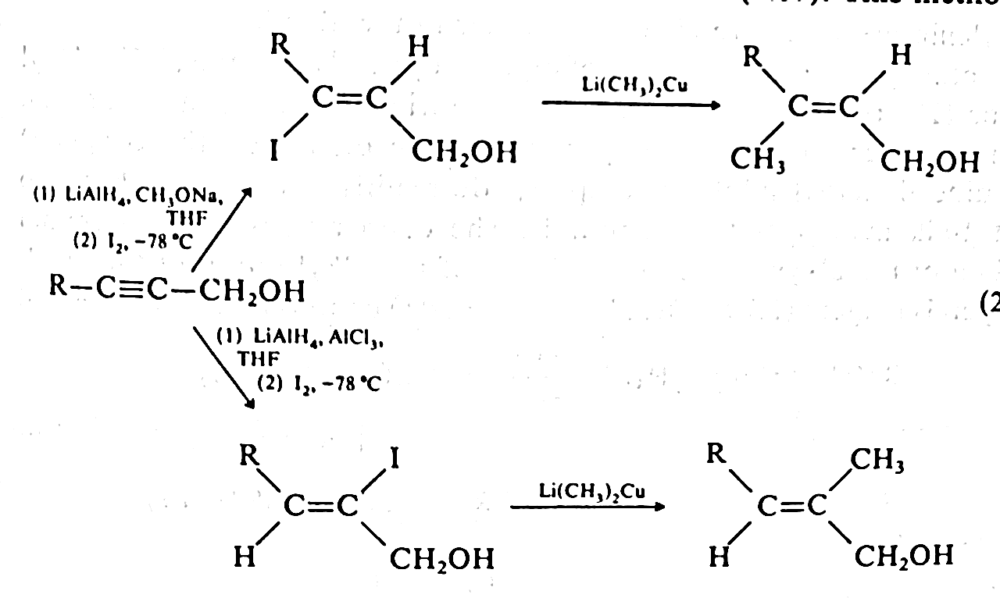 R H
C=C
I CH₂OH
Li(CH₃)₂Cu
R H
C=C
CH₃ CH₂OH
(1) LiAlH₄, CH₃ONa,
THF
(2) I₂, −78 °C
R—C≡C—CH₂OH
(1) LiAlH₄, AlCl₃,
THF
(2) I₂, −78 °C
R I
C=C
H CH₂OH
Li(CH₃)₂Cu
R CH₃
C=C
H CH₂OH
(2